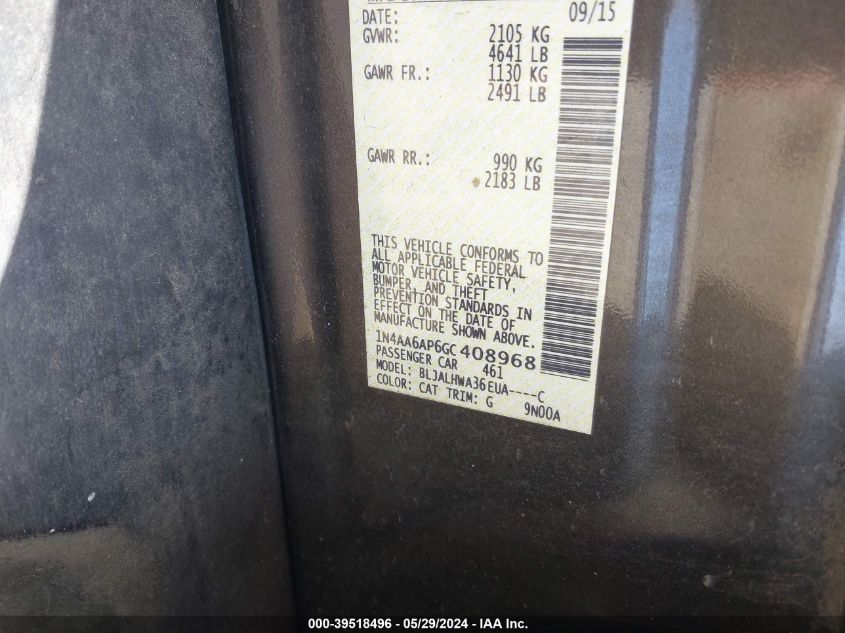 DATE: 09/15
GVWR: 2105 KG
4641 LB
GAWR FR.: 1130 KG
2491 LB
GAWR RR.: 990 KG
2183 LB
THIS VEHICLE CONFORMS TO
ALL APPLICABLE FEDERAL
MOTOR VEHICLE SAFETY,
BUMPER, AND THEFT
PREVENTION STANDARDS IN
EFFECT ON THE DATE OF
MANUFACTURE SHOWN ABOVE.
1N4AA6AP6GC408968
PASSENGER CAR 461
MODEL: BLJALHWA36EUA----C
COLOR: CAT TRIM: G 9N00A
000-39518496 - 05/29/2024 - IAA Inc.